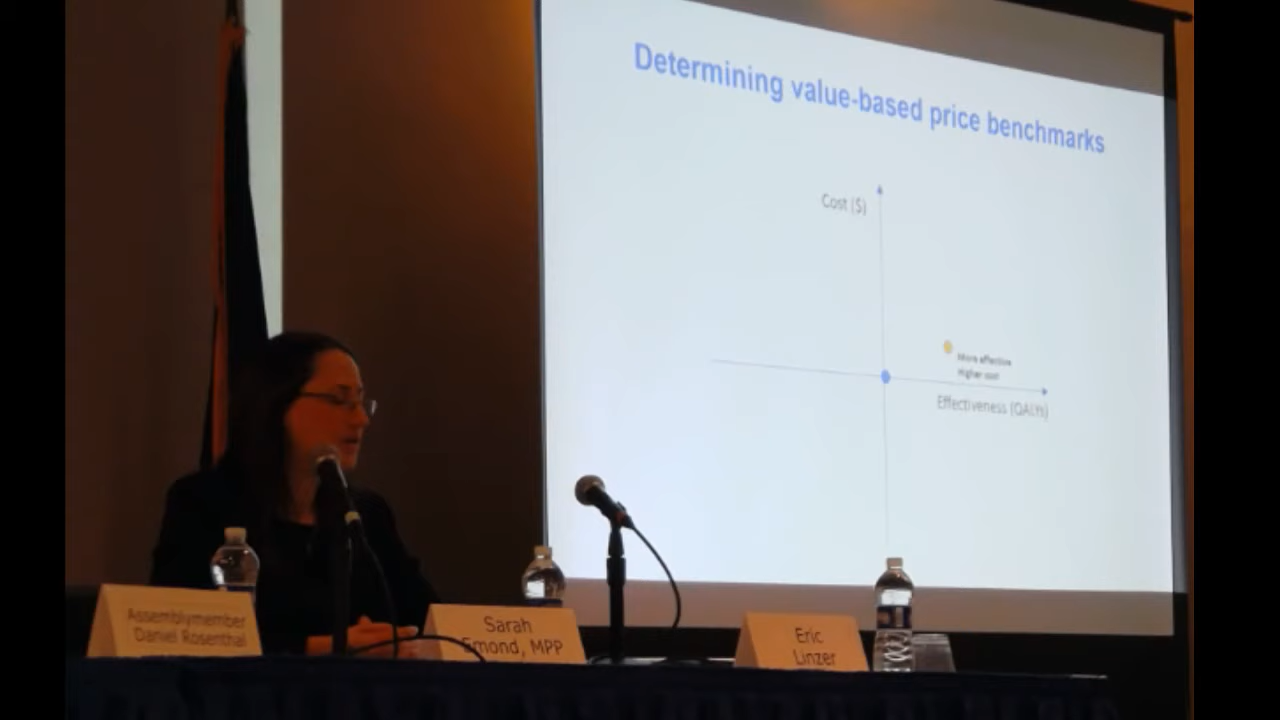 Determining value-based price benchmarks
Cost ($)
More effective
Higher cost
Effectiveness (QALYs)
Assemblymember
Daniel Rosenthal
Sarah
Emond, MPP
Eric
Linzer